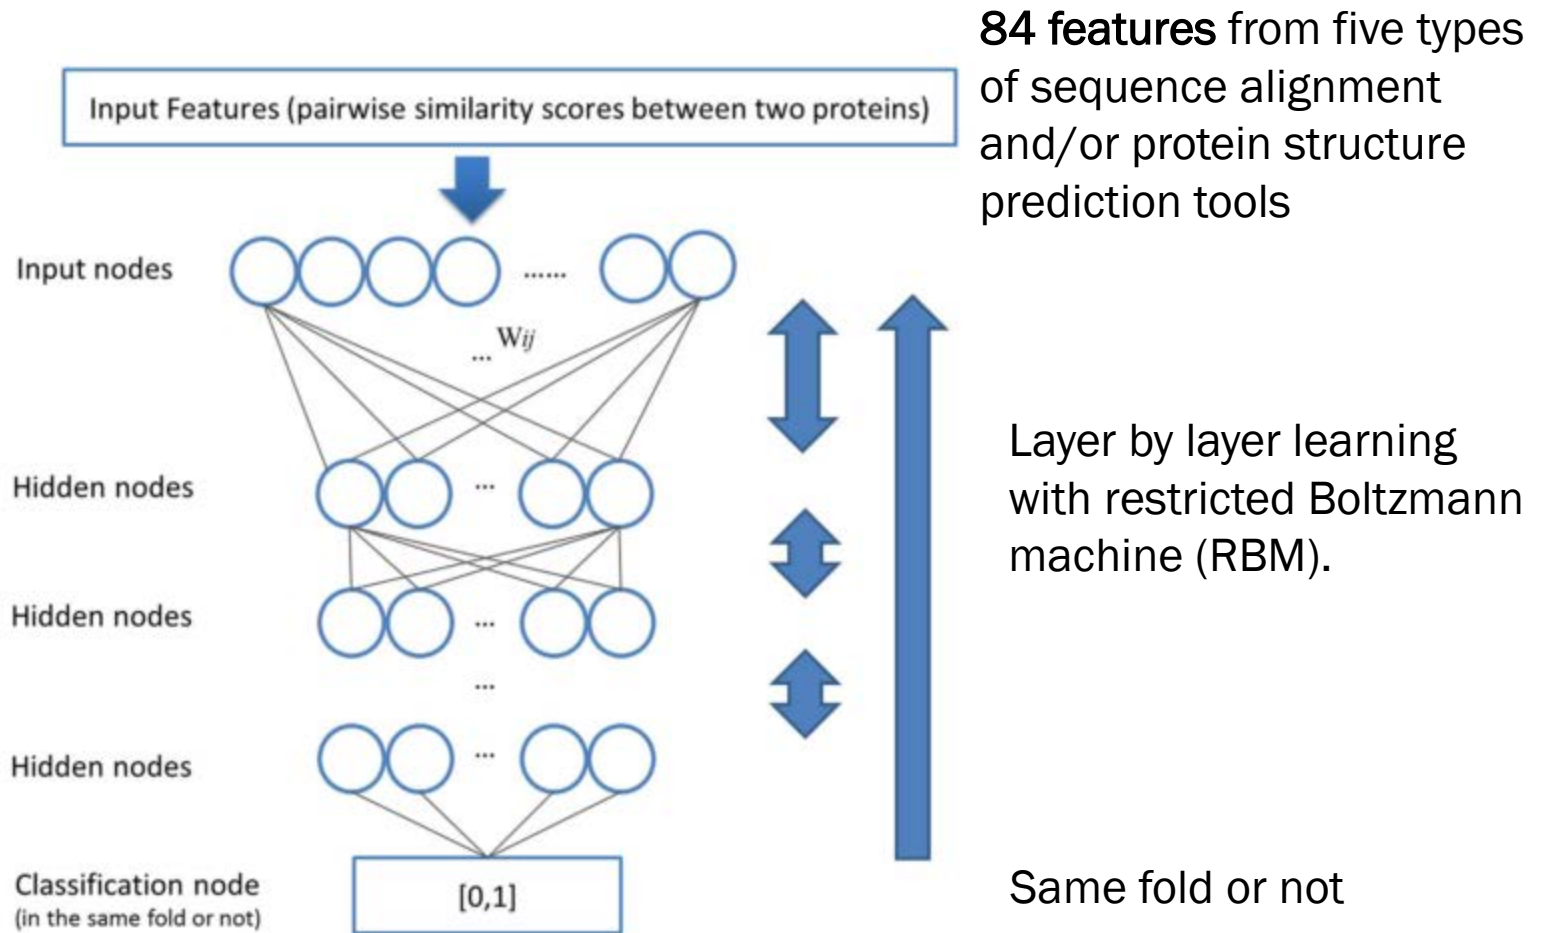 84 features from five types
of sequence alignment
and/or protein structure
prediction tools
Input Features (pairwise similarity scores between two proteins)
Input nodes
......
... Wij
Hidden nodes
...
Layer by layer learning
with restricted Boltzmann
machine (RBM).
Hidden nodes
...
...
Hidden nodes
...
Classification node
(in the same fold or not)
[0,1]
Same fold or not